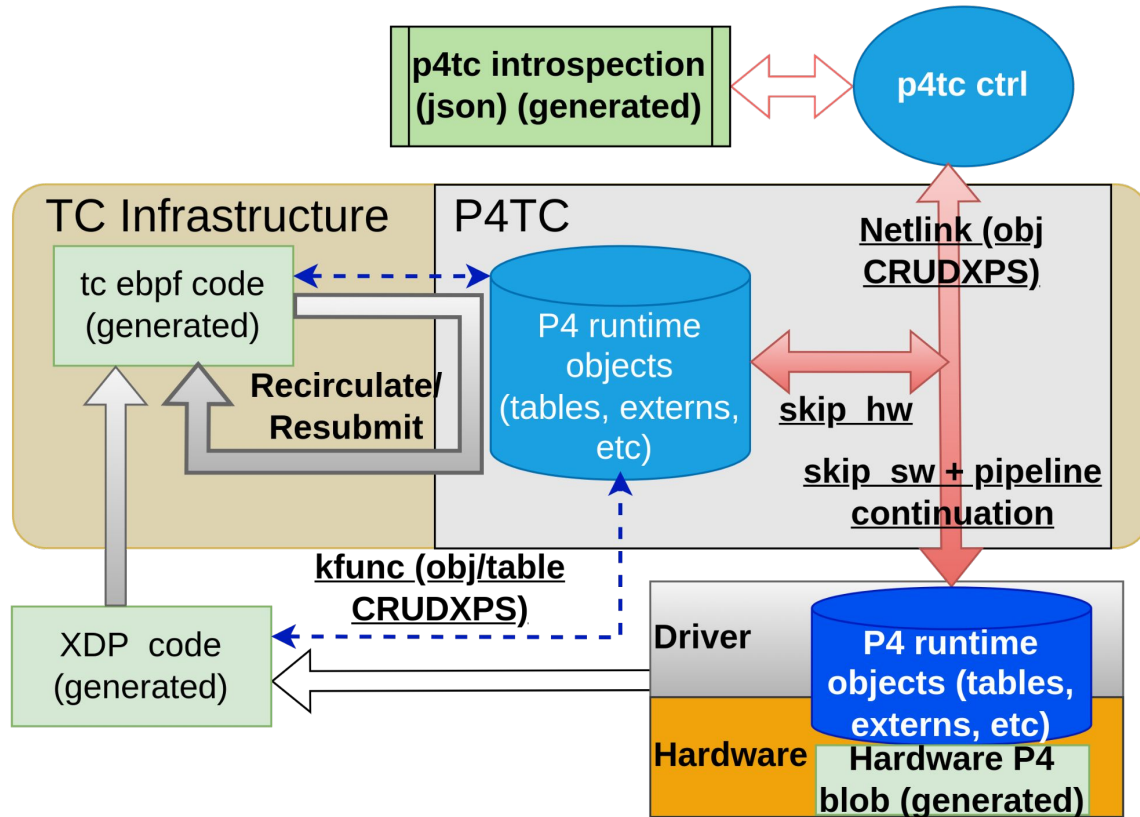 p4tc introspection
(json) (generated)
p4tc ctrl
TC Infrastructure
P4TC
Netlink (obj
CRUDXPS)
tc ebpf code
(generated)
P4 runtime
objects
(tables, externs,
etc)
Recirculate/
Resubmit
skip_hw
skip_sw + pipeline
continuation
kfunc (obj/table
CRUDXPS)
XDP code
(generated)
Driver
P4 runtime
objects (tables,
externs, etc)
Hardware
Hardware P4
blob (generated)